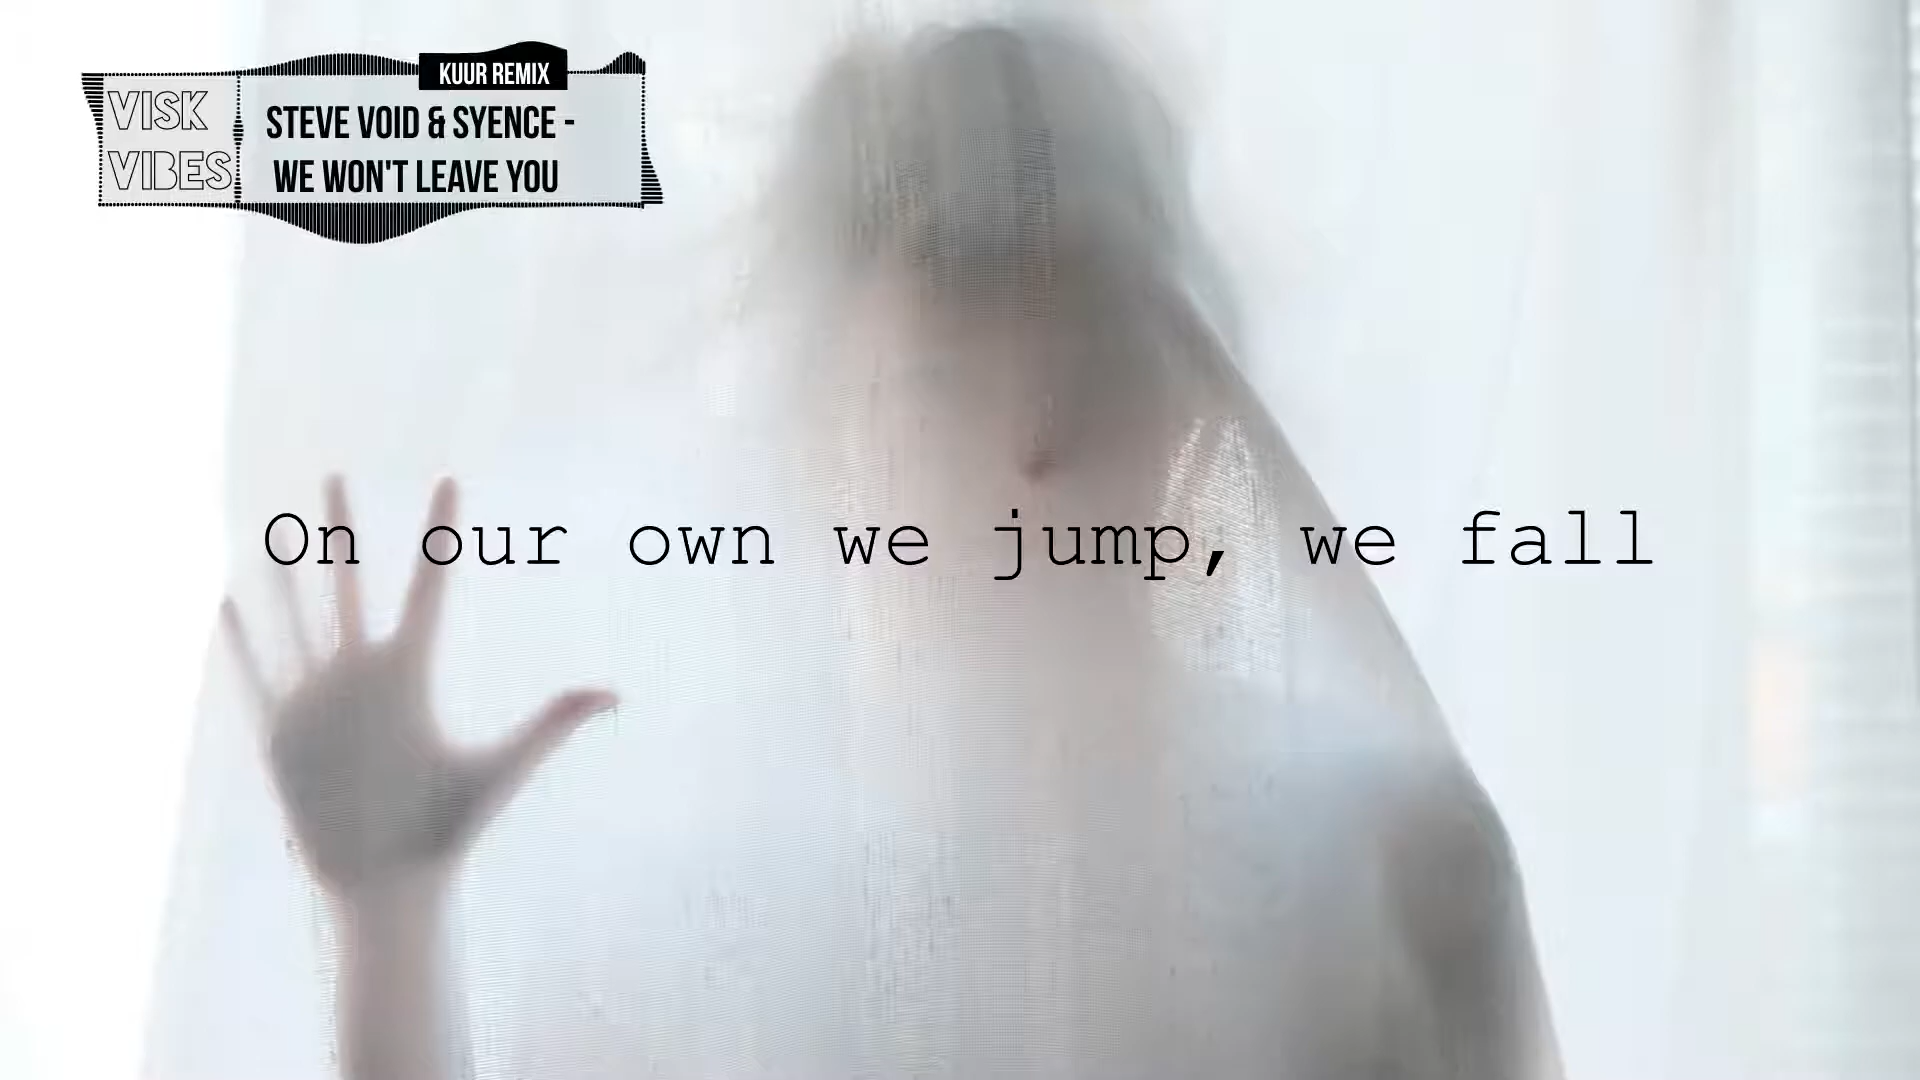 KUUR REMIX
VISK
VIBES
STEVE VOID & SYENCE -
WE WON'T LEAVE YOU
On our own we jump, we fall